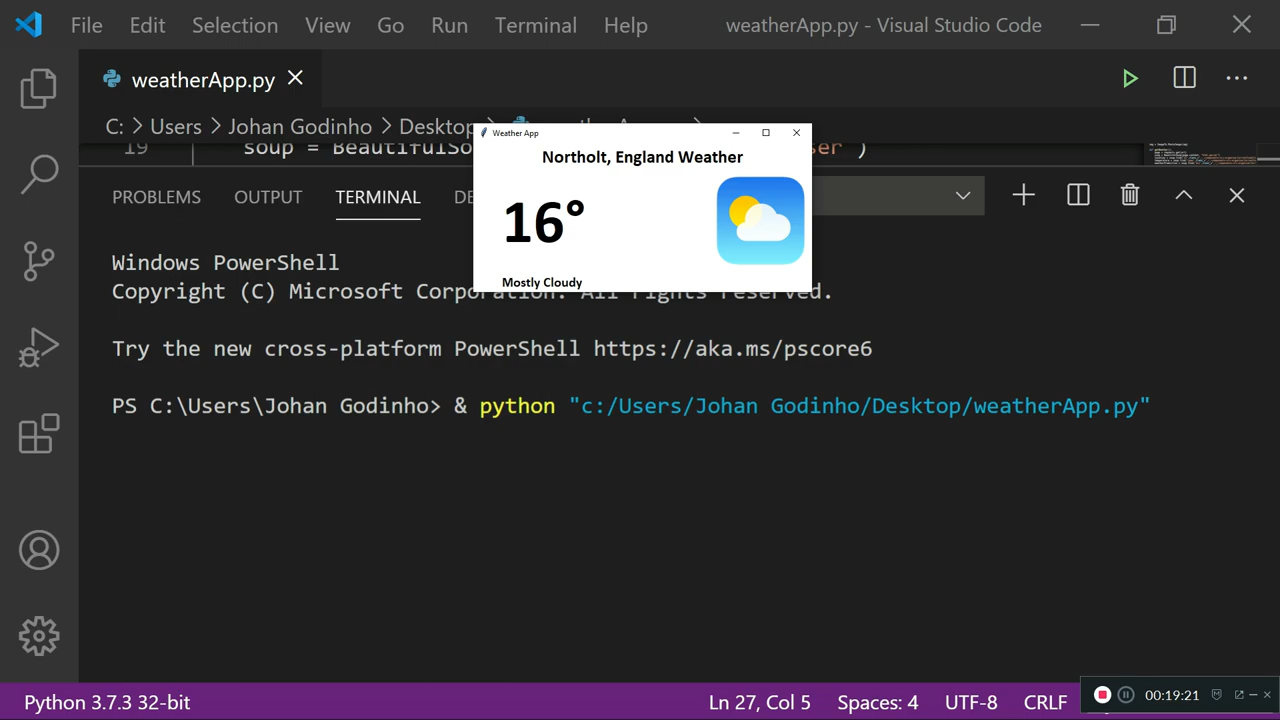 File Edit Selection View Go Run Terminal Help weatherApp.py - Visual Studio Code
weatherApp.py
C: > Users > Johan Godinho > Desktop
19 soup =
PROBLEMS OUTPUT TERMINAL
Weather App
Northolt, England Weather
16°
Mostly Cloudy
Windows PowerShell
Copyright (C) Microsoft Corporation. All rights reserved.
Try the new cross-platform PowerShell https://aka.ms/pscore6
PS C:\Users\Johan Godinho> & python "c:/Users/Johan Godinho/Desktop/weatherApp.py"
Python 3.7.3 32-bit Ln 27, Col 5 Spaces: 4 UTF-8 CRLF
00:19:21